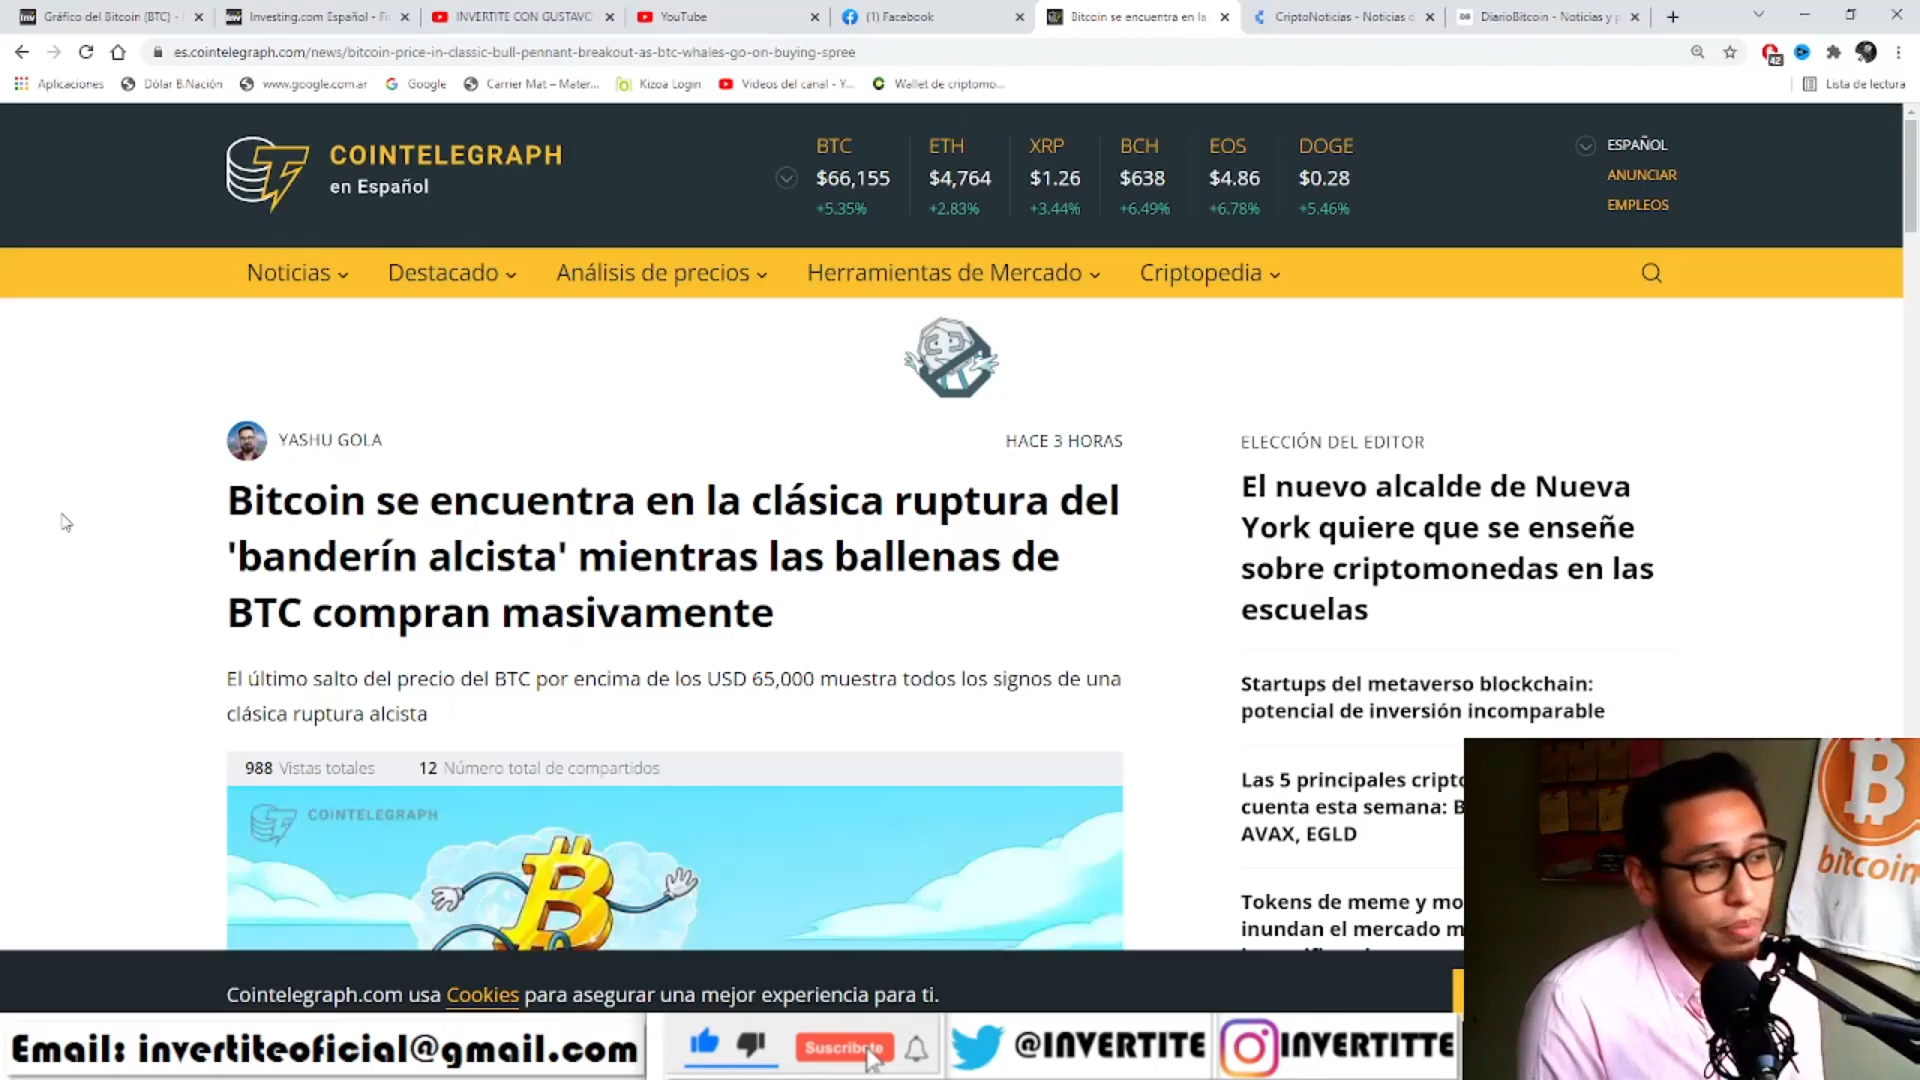 Gráfico del Bitcoin (BTC) -
Investing.com Español - Fi
INVERTITE CON GUSTAVO
YouTube
(1) Facebook
Bitcoin se encuentra en la
CriptoNoticias - Noticias d
DiarioBitcoin - Noticias y p
es.cointelegraph.com/news/bitcoin-price-in-classic-bull-pennant-breakout-as-btc-whales-go-on-buying-spree
42
Aplicaciones
Dólar B.Nación
www.google.com.ar
Google
Carrier Mat – Mater...
Kizoa Login
Videos del canal - Y...
Wallet de criptomo...
Lista de lectura
COINTELEGRAPH
en Español
BTC ETH XRP BCH EOS DOGE
$66,155 $4,764 $1.26 $638 $4.86 $0.28
+5.35% +2.83% +3.44% +6.49% +6.78% +5.46%
ESPAÑOL
ANUNCIAR
EMPLEOS
Noticias Destacado Análisis de precios Herramientas de Mercado Criptopedia
YASHU GOLA
HACE 3 HORAS
Bitcoin se encuentra en la clásica ruptura del
'banderín alcista' mientras las ballenas de
BTC compran masivamente
El último salto del precio del BTC por encima de los USD 65,000 muestra todos los signos de una
clásica ruptura alcista
988 Vistas totales 12 Número total de compartidos
COINTELEGRAPH
ELECCIÓN DEL EDITOR
El nuevo alcalde de Nueva
York quiere que se enseñe
sobre criptomonedas en las
escuelas
Startups del metaverso blockchain:
potencial de inversión incomparable
Las 5 principales cripto
cuenta esta semana: B
AVAX, EGLD
Tokens de meme y mo
inundan el mercado m
bitcoin
Cointelegraph.com usa Cookies para asegurar una mejor experiencia para ti.
Email: invertiteoficial@gmail.com
Suscribete
@INVERTITE
INVERTITTE